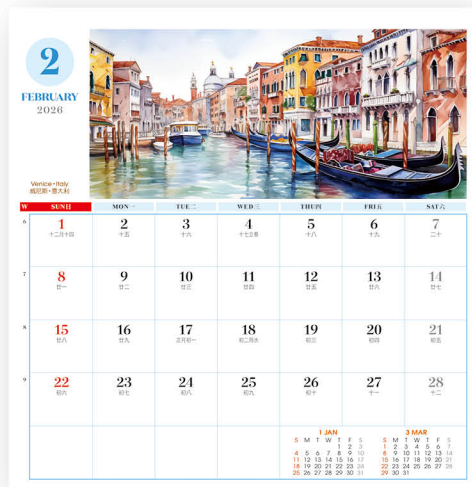 2
FEBRUARY
2026
Venice•Italy
威尼斯•意大利
W SUN日 MON一 TUE二 WED三 THU四 FRI五 SAT六
6 1 2 3 4 5 6 7
十二月十四 十五 十六 十七立春 十八 十九 二十
7 8 9 10 11 12 13 14
廿一 廿二 廿三 廿四 廿五 廿六 廿七
8 15 16 17 18 19 20 21
廿八 廿九 正月初一 初二雨水 初三 初四 初五
9 22 23 24 25 26 27 28
初六 初七 初八 初九 初十 十一 十二
1 JAN
S M T W T F S
1 2 3
4 5 6 7 8 9 10
11 12 13 14 15 16 17
18 19 20 21 22 23 24
25 26 27 28 29 30 31
3 MAR
S M T W T F S
1 2 3 4 5 6 7
8 9 10 11 12 13 14
15 16 17 18 19 20 21
22 23 24 25 26 27 28
29 30 31